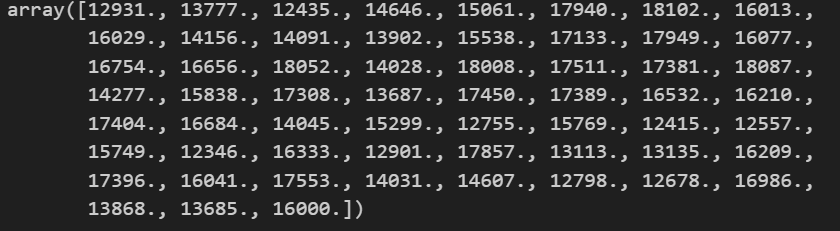 array([12931., 13777., 12435., 14646., 15061., 17940., 18102., 16013.,
16029., 14156., 14091., 13902., 15538., 17133., 17949., 16077.,
16754., 16656., 18052., 14028., 18008., 17511., 17381., 18087.,
14277., 15838., 17308., 13687., 17450., 17389., 16532., 16210.,
17404., 16684., 14045., 15299., 12755., 15769., 12415., 12557.,
15749., 12346., 16333., 12901., 17857., 13113., 13135., 16209.,
17396., 16041., 17553., 14031., 14607., 12798., 12678., 16986.,
13868., 13685., 16000.])